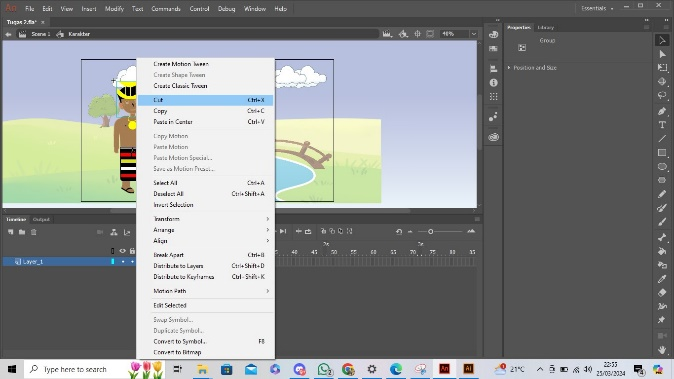 An File Edit View Insert Modify Text Commands Control Debug Window Help Essentials
Tugas 2.fla*
Scene 1 Karakter
Properties Library
Group
Position and Size
Create Motion Tween
Create Shape Tween
Create Classic Tween
Cut Ctrl+X
Copy Ctrl+C
Paste in Center Ctrl+V
Copy Motion
Paste Motion
Paste Motion Special...
Save as Motion Preset...
Select All Ctrl+A
Deselect All Ctrl+Shift+A
Invert Selection
Transform
Arrange
Align
Break Apart Ctrl+B
Distribute to Layers Ctrl+Shift+D
Distribute to Keyframes Ctrl+Shift+K
Motion Path
Edit Selected
Swap Symbol...
Duplicate Symbol...
Convert to Symbol... F8
Convert to Bitmap
Timeline Output
2s 3s
35 40 45 50 55 60 65 70 75 80 85
Layer_1
Type here to search
21°C
22:55
25/03/2024